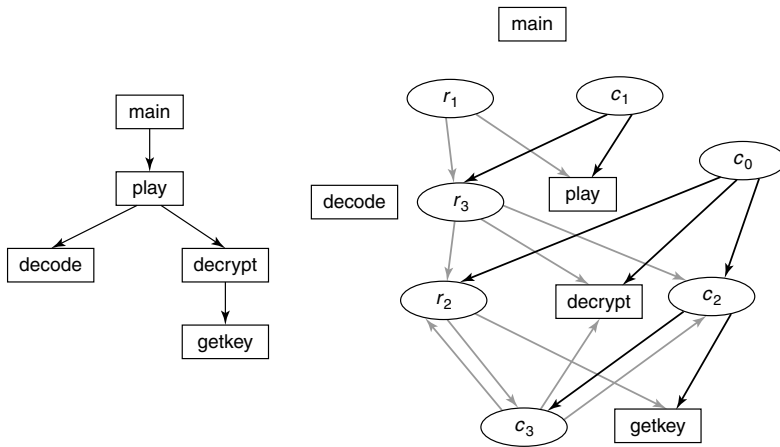 main
play
decode
decrypt
getkey
main
r1
c1
c0
decode
r3
play
r2
decrypt
c2
c3
getkey